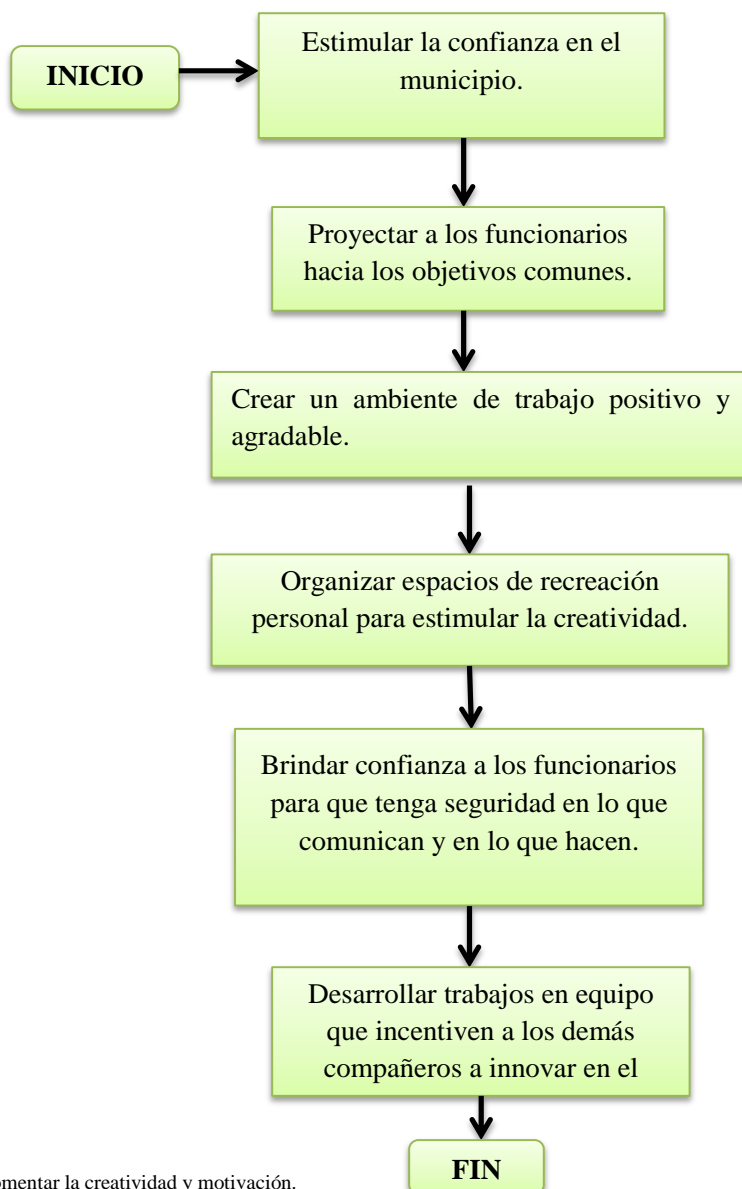 INICIO
Estimular la confianza en el
municipio.
Proyectar a los funcionarios
hacia los objetivos comunes.
Crear un ambiente de trabajo positivo y
agradable.
Organizar espacios de recreación
personal para estimular la creatividad.
Brindar confianza a los funcionarios
para que tenga seguridad en lo que
comunican y en lo que hacen.
Desarrollar trabajos en equipo
que incentiven a los demás
compañeros a innovar en el
FIN
la creatividad y motivación.